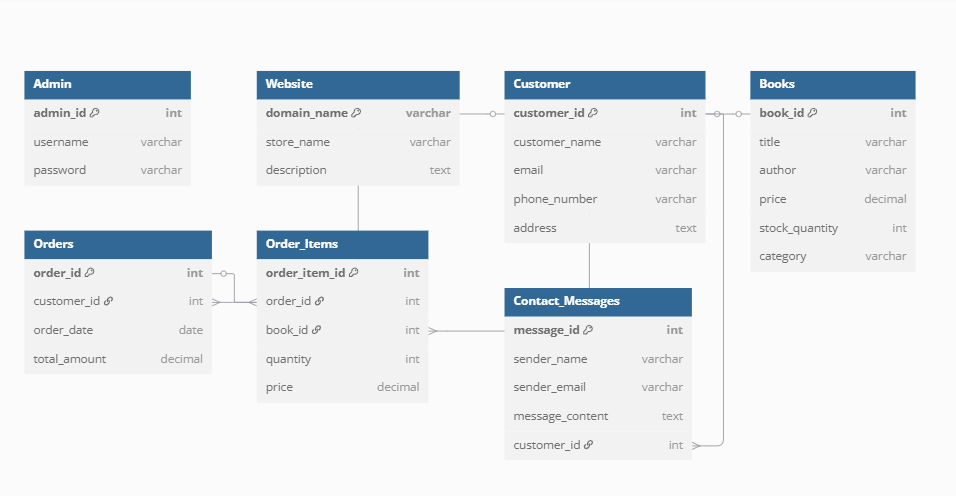 Admin
admin_id int
username varchar
password varchar
Website
domain_name varchar
store_name varchar
description text
Customer
customer_id int
customer_name varchar
email varchar
phone_number varchar
address text
Books
book_id int
title varchar
author varchar
price decimal
stock_quantity int
category varchar
Orders
order_id int
customer_id int
order_date date
total_amount decimal
Order_Items
order_item_id int
order_id int
book_id int
quantity int
price decimal
Contact_Messages
message_id int
sender_name varchar
sender_email varchar
message_content text
customer_id int